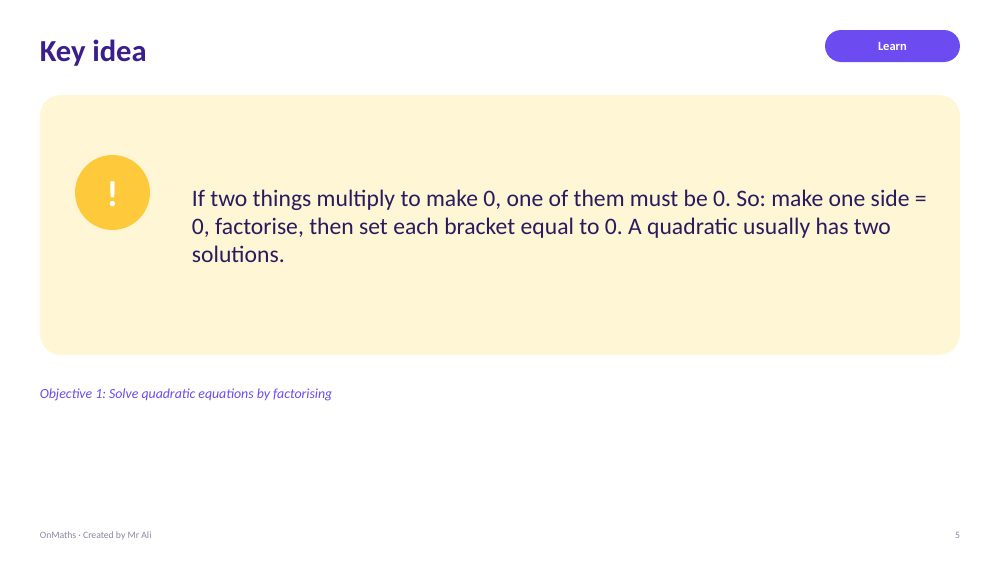 Key idea
Learn
!
If two things multiply to make 0, one of them must be 0. So: make one side =
0, factorise, then set each bracket equal to 0. A quadratic usually has two
solutions.
Objective 1: Solve quadratic equations by factorising
OnMaths · Created by Mr Ali
5